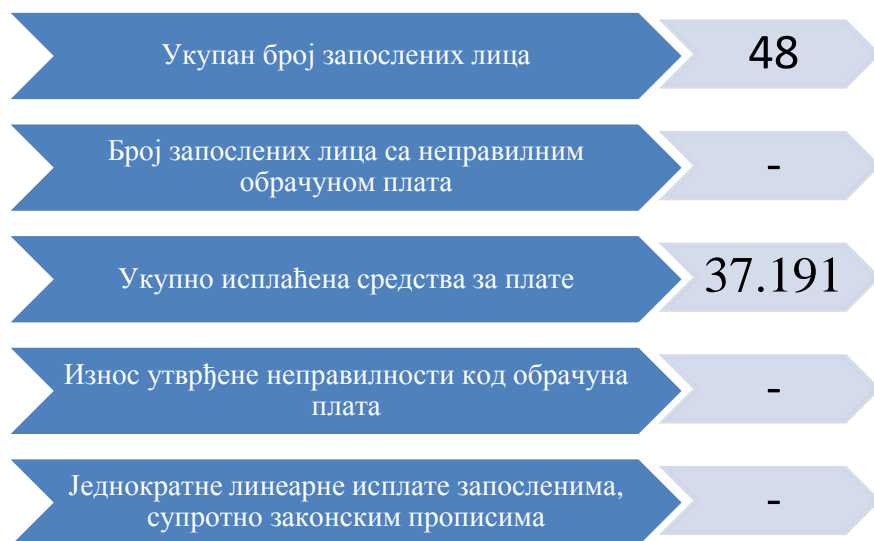 Укупан број запослених лица
48
Број запослених лица са неправилним
обрачуном плата
-
Укупно исплаћена средства за плате
37.191
Износ утврђене неправилности код обрачуна
плата
-
Једнократне линеарне исплате запосленима,
супротно законским прописима
-